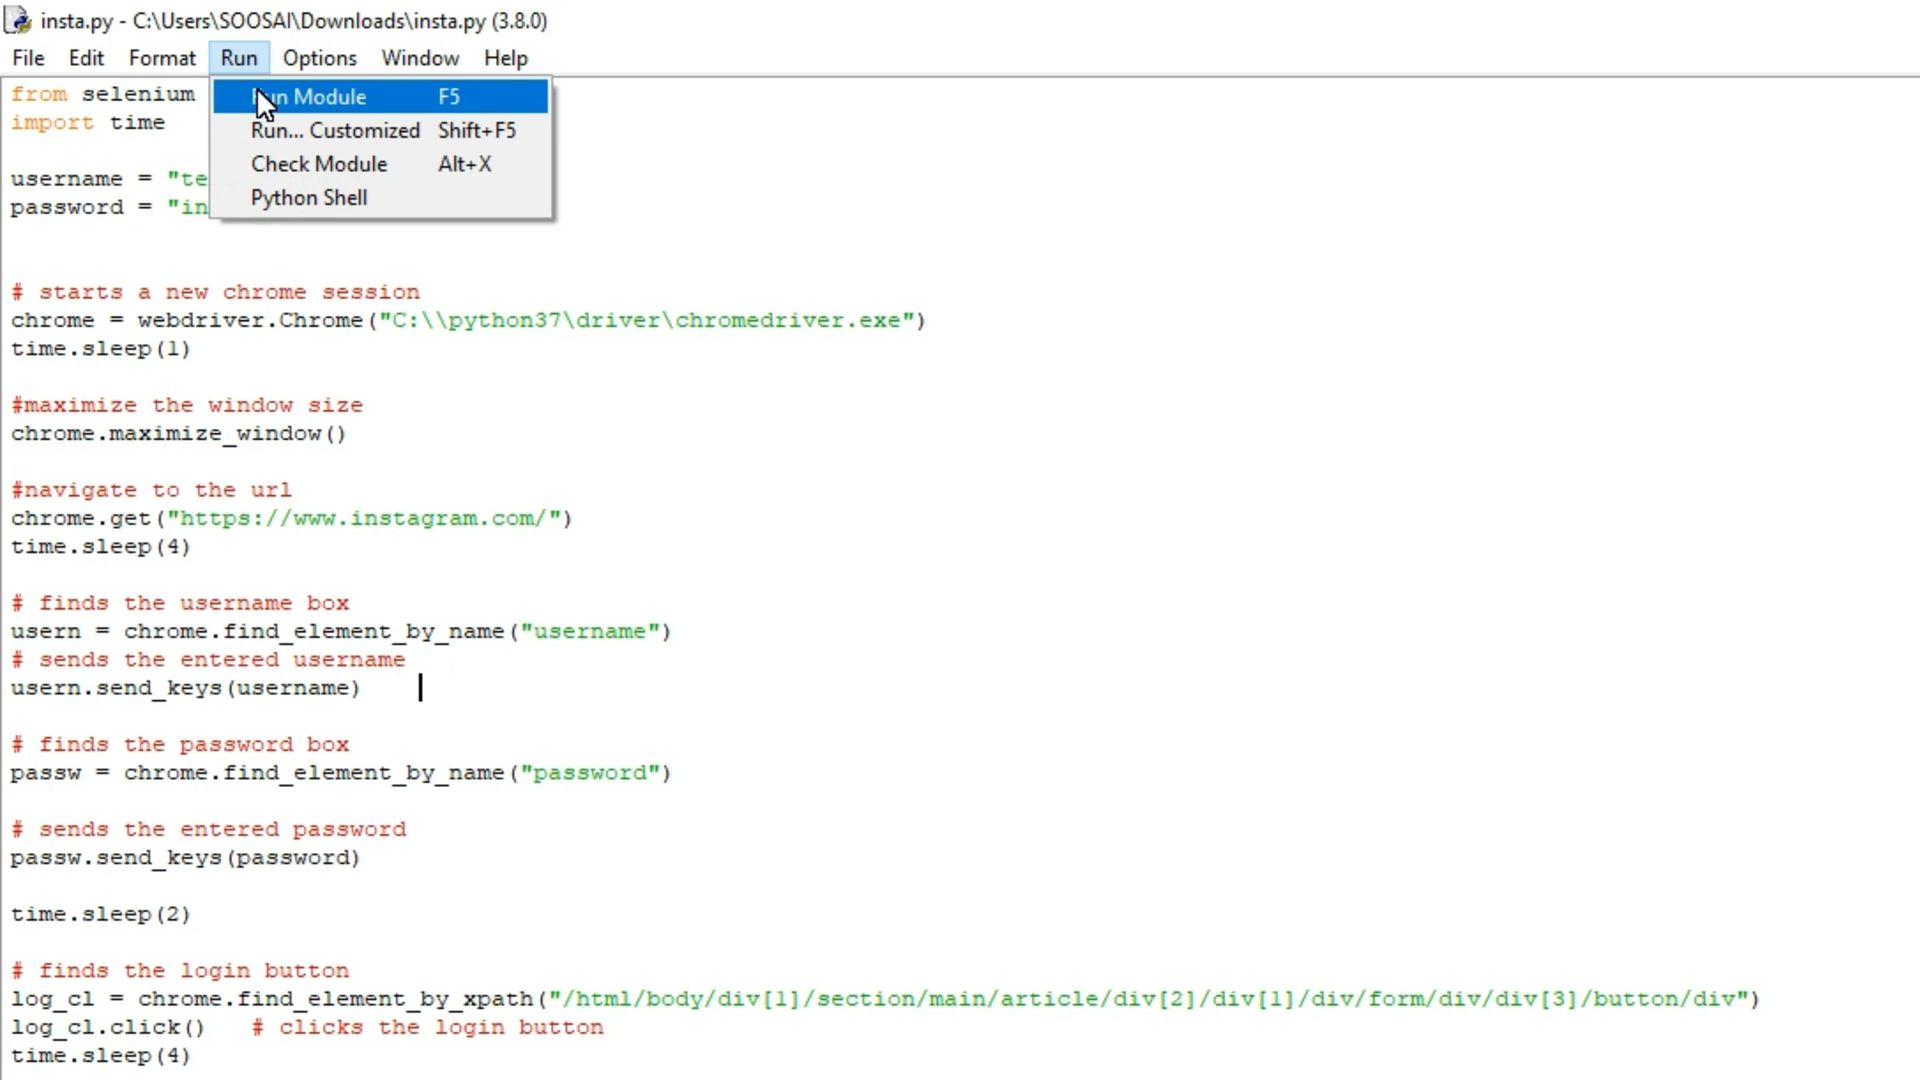 insta.py - C:\Users\SOOSAI\Downloads\insta.py (3.8.0)
File Edit Format Run Options Window Help
Run Module F5
Run... Customized Shift+F5
Check Module Alt+X
Python Shell
from selenium
import time
username = "te
password = "in
# starts a new chrome session
chrome = webdriver.Chrome("C:\\python37\driver\chromedriver.exe")
time.sleep(1)
#maximize the window size
chrome.maximize_window()
#navigate to the url
chrome.get("https://www.instagram.com/")
time.sleep(4)
# finds the username box
usern = chrome.find_element_by_name("username")
# sends the entered username
usern.send_keys(username)
# finds the password box
passw = chrome.find_element_by_name("password")
# sends the entered password
passw.send_keys(password)
time.sleep(2)
# finds the login button
log_cl = chrome.find_element_by_xpath("/html/body/div[1]/section/main/article/div[2]/div[1]/div/form/div/div[3]/button/div")
log_cl.click()   # clicks the login button
time.sleep(4)